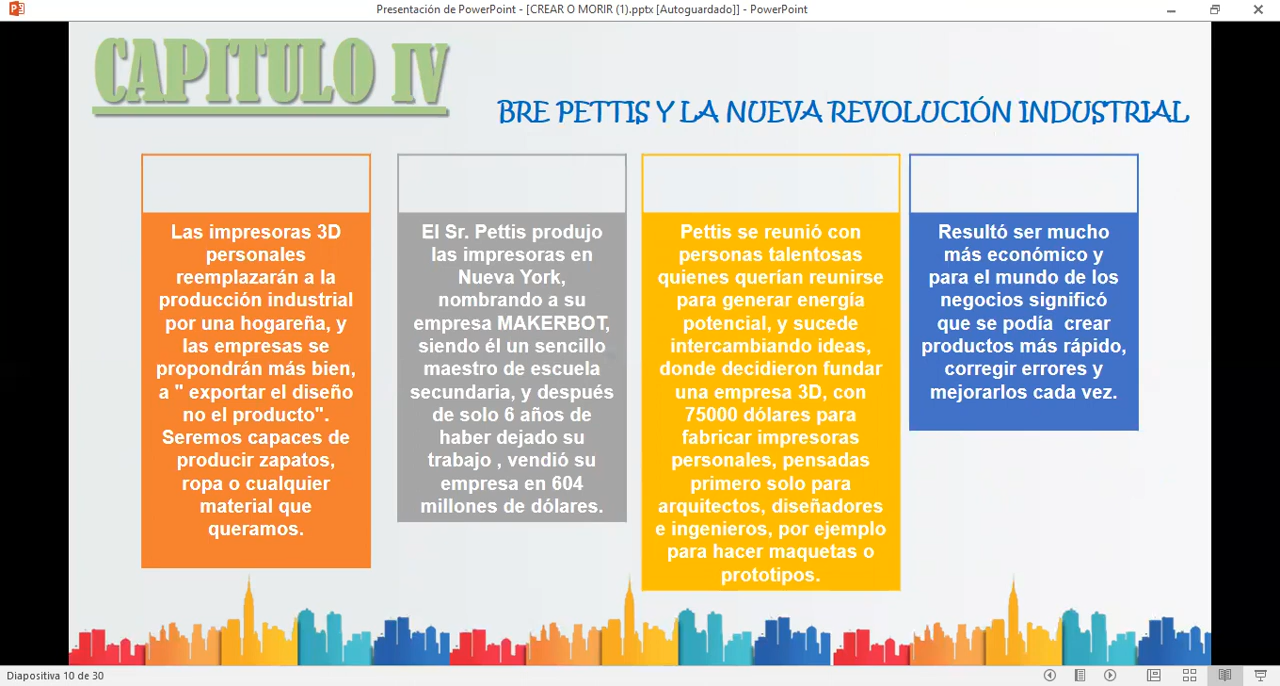 Presentación de PowerPoint - [CREAR O MORIR (1).pptx [Autoguardado]] - PowerPoint
CAPITULO IV
BRE PETTIS Y LA NUEVA REVOLUCIÓN INDUSTRIAL
Las impresoras 3D
personales
reemplazarán a la
producción industrial
por una hogareña, y
las empresas se
propondrán más bien,
a " exportar el diseño
no el producto".
Seremos capaces de
producir zapatos,
ropa o cualquier
material que
queramos.
El Sr. Pettis produjo
las impresoras en
Nueva York,
nombrando a su
empresa MAKERBOT,
siendo él un sencillo
maestro de escuela
secundaria, y después
de solo 6 años de
haber dejado su
trabajo , vendió su
empresa en 604
millones de dólares.
Pettis se reunió con
personas talentosas
quienes querían reunirse
para generar energía
potencial, y sucede
intercambiando ideas,
donde decidieron fundar
una empresa 3D, con
75000 dólares para
fabricar impresoras
personales, pensadas
primero solo para
arquitectos, diseñadores
e ingenieros, por ejemplo
para hacer maquetas o
prototipos.
Resultó ser mucho
más económico y
para el mundo de los
negocios significó
que se podía  crear
productos más rápido,
corregir errores y
mejorarlos cada vez.
Diapositiva 10 de 30